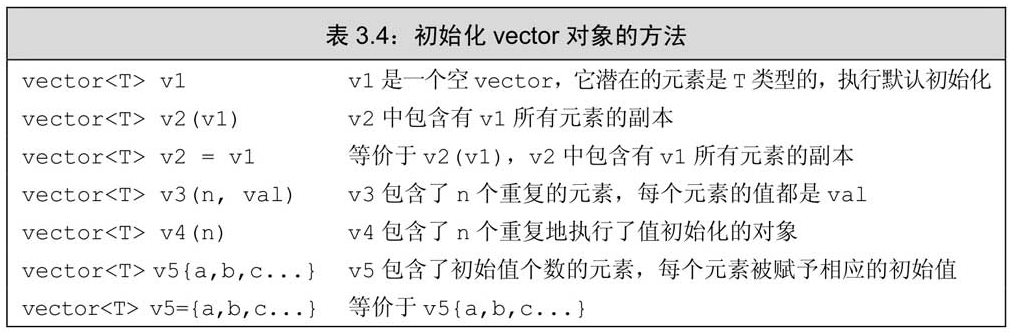 表 3.4：初始化 vector 对象的方法
vector<T> v1 v1 是一个空 vector，它潜在的元素是 T 类型的，执行默认初始化
vector<T> v2(v1) v2 中包含有 v1 所有元素的副本
vector<T> v2 = v1 等价于 v2(v1)，v2 中包含有 v1 所有元素的副本
vector<T> v3(n, val) v3 包含了 n 个重复的元素，每个元素的值都是 val
vector<T> v4(n) v4 包含了 n 个重复地执行了值初始化的对象
vector<T> v5{a,b,c...} v5 包含了初始值个数的元素，每个元素被赋予相应的初始值
vector<T> v5={a,b,c...} 等价于 v5{a,b,c...}